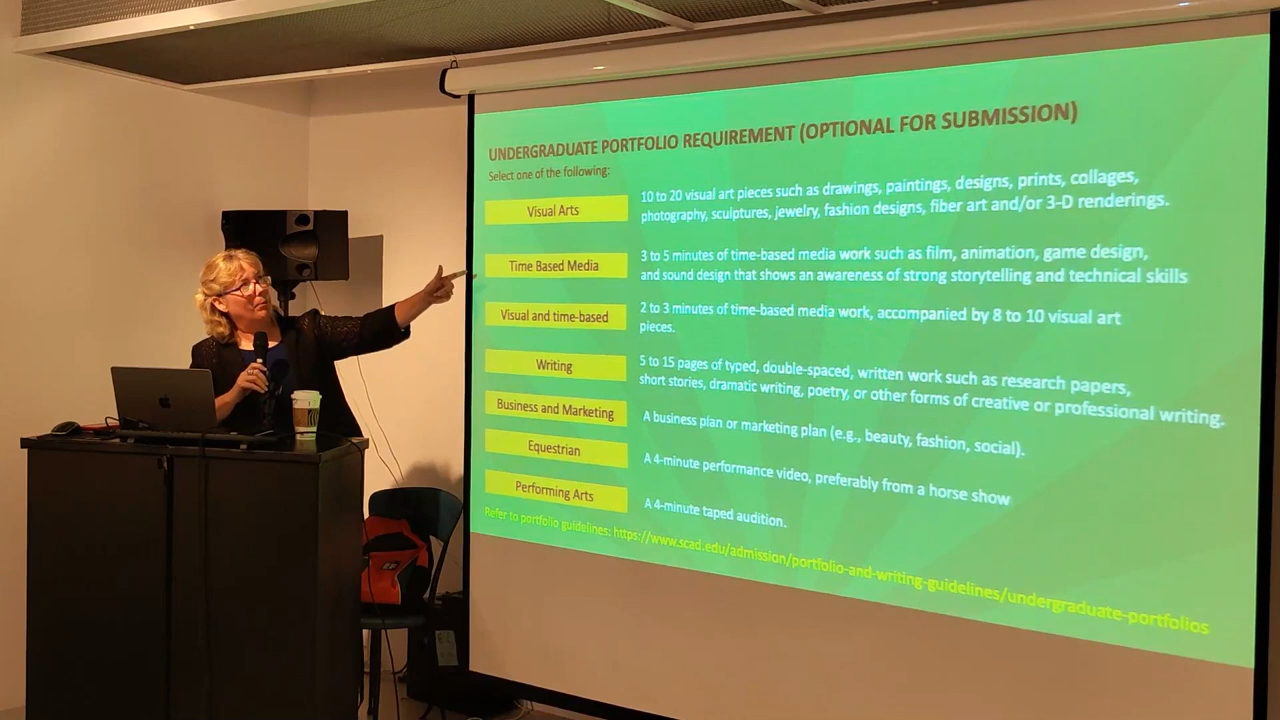 UNDERGRADUATE PORTFOLIO REQUIREMENT (OPTIONAL FOR SUBMISSION)
Select one of the following:
Visual Arts
10 to 20 visual art pieces such as drawings, paintings, designs, prints, collages,
photography, sculptures, jewelry, fashion designs, fiber art and/or 3-D renderings.
Time Based Media
3 to 5 minutes of time-based media work such as film, animation, game design,
and sound design that shows an awareness of strong storytelling and technical skills
Visual and time-based
2 to 3 minutes of time-based media work, accompanied by 8 to 10 visual art
pieces.
Writing
5 to 15 pages of typed, double-spaced, written work such as research papers,
short stories, dramatic writing, poetry, or other forms of creative or professional writing.
Business and Marketing
A business plan or marketing plan (e.g., beauty, fashion, social).
Equestrian
A 4-minute performance video, preferably from a horse show
Performing Arts
A 4-minute taped audition.
Refer to portfolio guidelines: https://www.scad.edu/admission/portfolio-and-writing-guidelines/undergraduate-portfolios